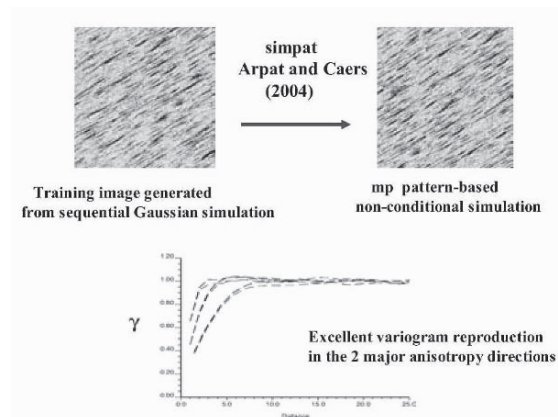 simpat
Arpat and Caers
(2004)
Training image generated
from sequential Gaussian simulation
mp pattern-based
non-conditional simulation
1.20
1.00
0.80
0.60
0.40
0.20
0.00
γ
0.0 5.0 10.0 15.0 20.0 25.0
Distance
Excellent variogram reproduction
in the 2 major anisotropy directions